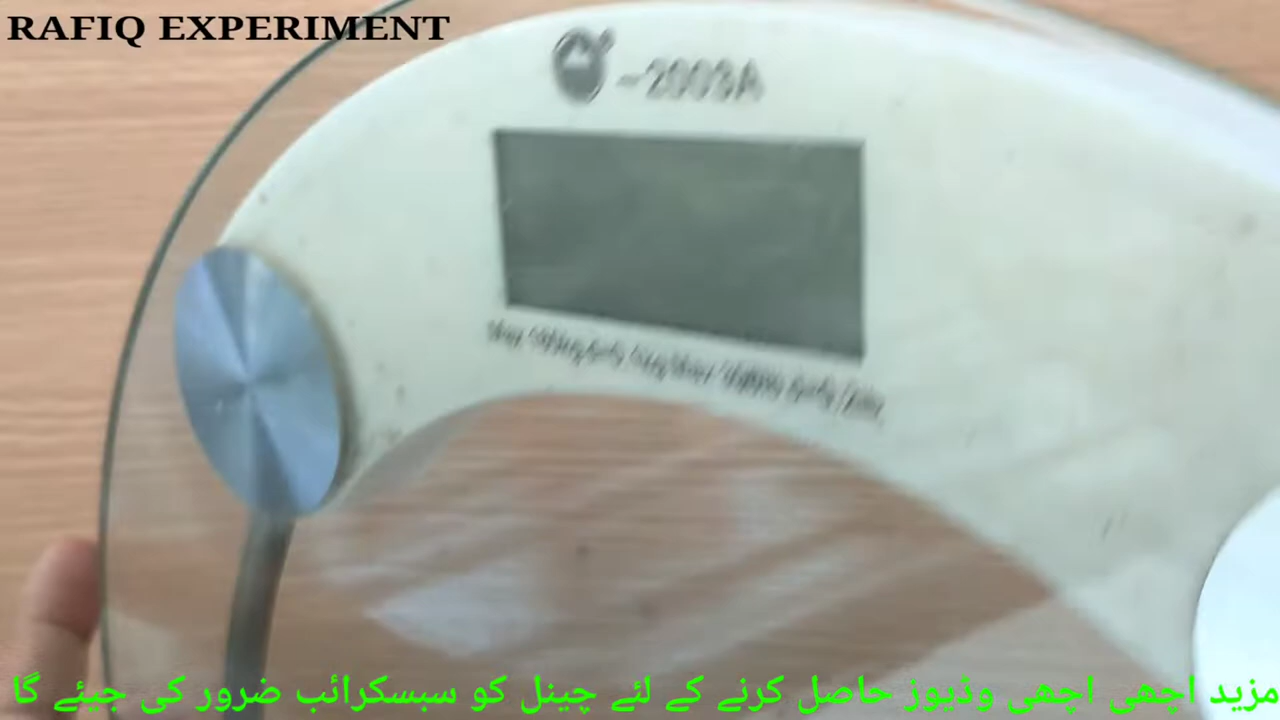 RAFIQ EXPERIMENT
-2003A
مزید اچھی اچھی وڈیوز حاصل کرنے کے لئے چینل کو سبسکرائب ضرور کی جیئے گا